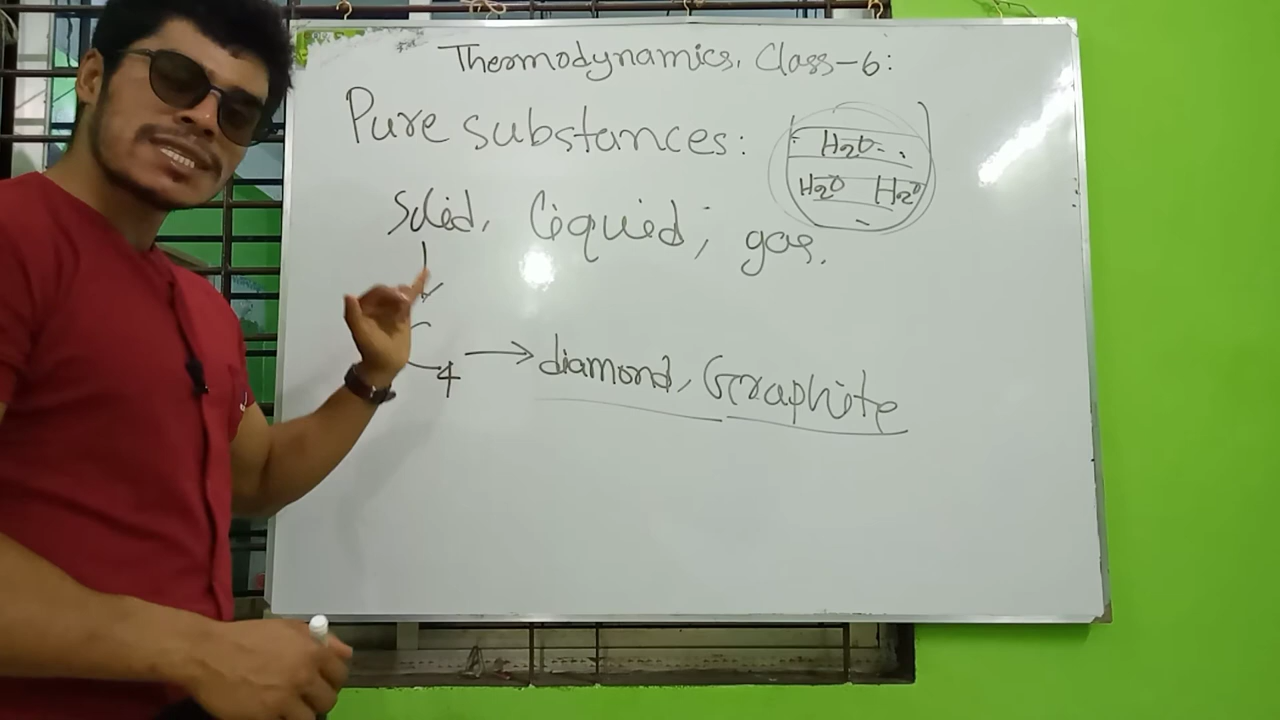 Thermodynamics. Class-6:
Pure substances:
H2O
H2O H2O
Solid, liquid, gas.
4 → diamond, Graphite